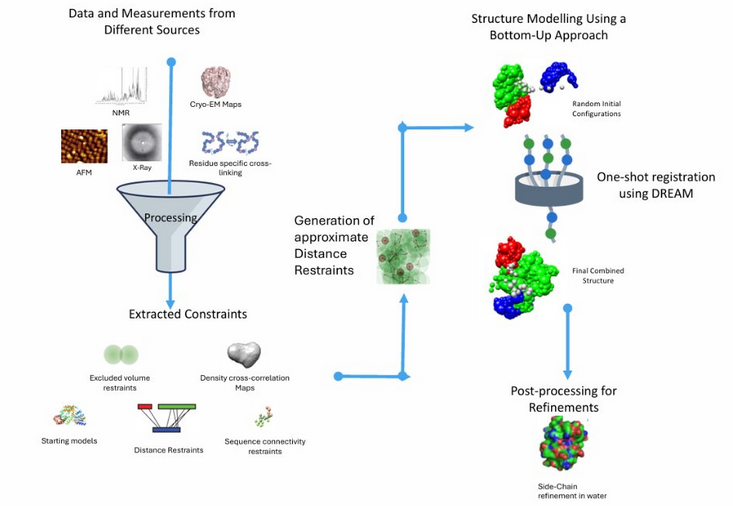 Data and Measurements from
Different Sources
NMR
Cryo-EM Maps
AFM
X-Ray
Residue specific cross-
linking
Processing
Extracted Constraints
Excluded volume
restraints
Density cross-correlation
Maps
Starting models
Distance Restraints
Sequence connectivity
restraints
Generation of
approximate
Distance
Restraints
Structure Modelling Using a
Bottom-Up Approach
Random Initial
Configurations
One-shot registration
using DREAM
Final Combined
Structure
Post-processing for
Refinements
Side-Chain
refinement in water